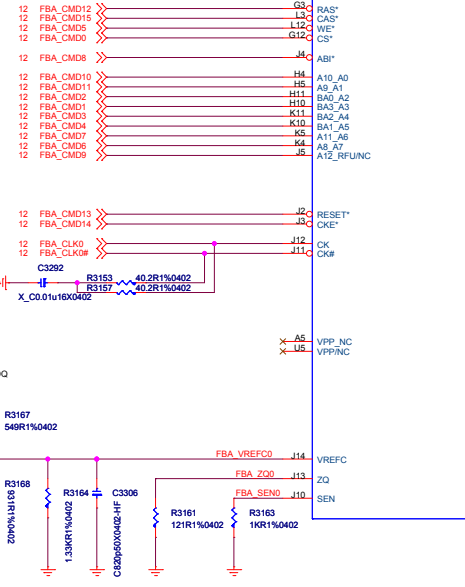 12 FBA_CMD12 G3 RAS*
12 FBA_CMD15 L3 CAS*
12 FBA_CMD5 L12 WE*
12 FBA_CMD0 G12 CS*
12 FBA_CMD8 J4 ABI*
12 FBA_CMD10 H4 A10_A0
12 FBA_CMD11 H5 A9_A1
12 FBA_CMD2 H11 BA0_A2
12 FBA_CMD1 H10 BA3_A3
12 FBA_CMD3 K11 BA2_A4
12 FBA_CMD4 K10 BA1_A5
12 FBA_CMD7 K5 A11_A6
12 FBA_CMD6 K4 A8_A7
12 FBA_CMD9 J5 A12_RFU/NC
12 FBA_CMD13 J2 RESET*
12 FBA_CMD14 J3 CKE*
12 FBA_CLK0 J12 CK
12 FBA_CLK0# J11 CK#
C3292
R3153 40.2R1%0402
R3157 40.2R1%0402
X_C0.01u16X0402
A5 VPP_NC
U5 VPP/NC
Q
R3167
549R1%0402
FBA_VREFC0 J14 VREFC
FBA_ZQ0 J13 ZQ
FBA_SEN0 J10 SEN
R3168
931R1%0402
R3164
1.33KR1%0402
C3306
C820p50X0402-HF
R3161
121R1%0402
R3163
1KR1%0402